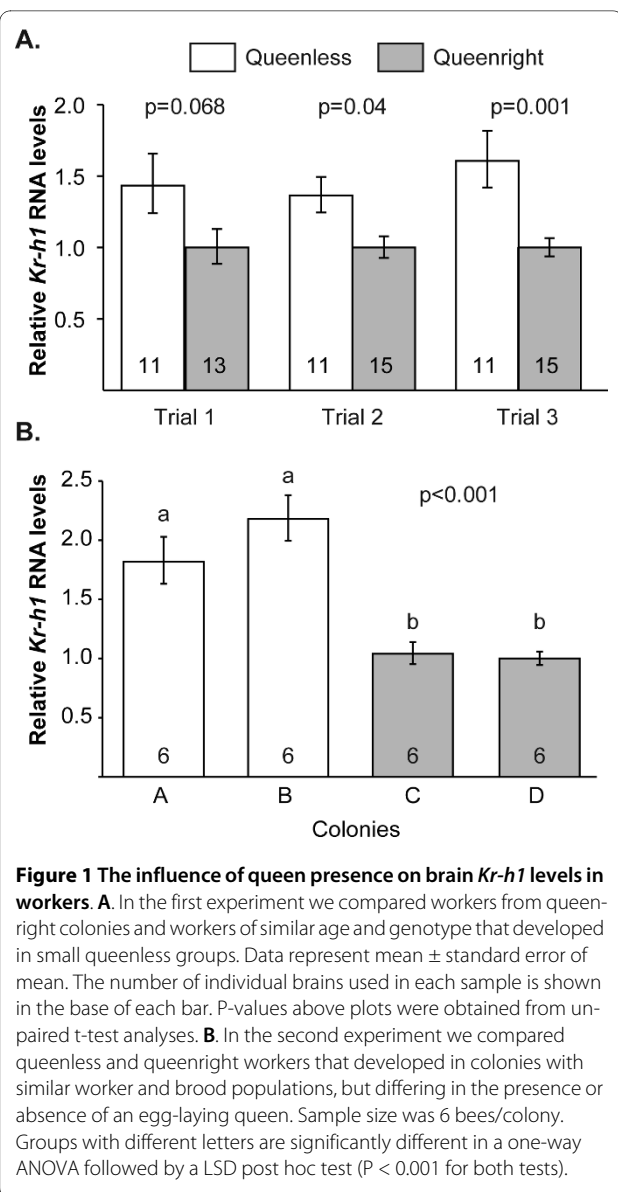 A.
Queenless Queenright
Relative Kr-h1 RNA levels
2.0
1.5
1.0
0.5
p=0.068 p=0.04 p=0.001
11 13 11 15 11 15
Trial 1 Trial 2 Trial 3
B.
Relative Kr-h1 RNA levels
2.5
2.0
1.5
1.0
0.5
p<0.001
a a b b
6 6 6 6
A B C D
Colonies
Figure 1 The influence of queen presence on brain Kr-h1 levels in
workers. A. In the first experiment we compared workers from queen-
right colonies and workers of similar age and genotype that developed
in small queenless groups. Data represent mean ± standard error of
mean. The number of individual brains used in each sample is shown
in the base of each bar. P-values above plots were obtained from un-
paired t-test analyses. B. In the second experiment we compared
queenless and queenright workers that developed in colonies with
similar worker and brood populations, but differing in the presence or
absence of an egg-laying queen. Sample size was 6 bees/colony.
Groups with different letters are significantly different in a one-way
ANOVA followed by a LSD post hoc test (P < 0.001 for both tests).